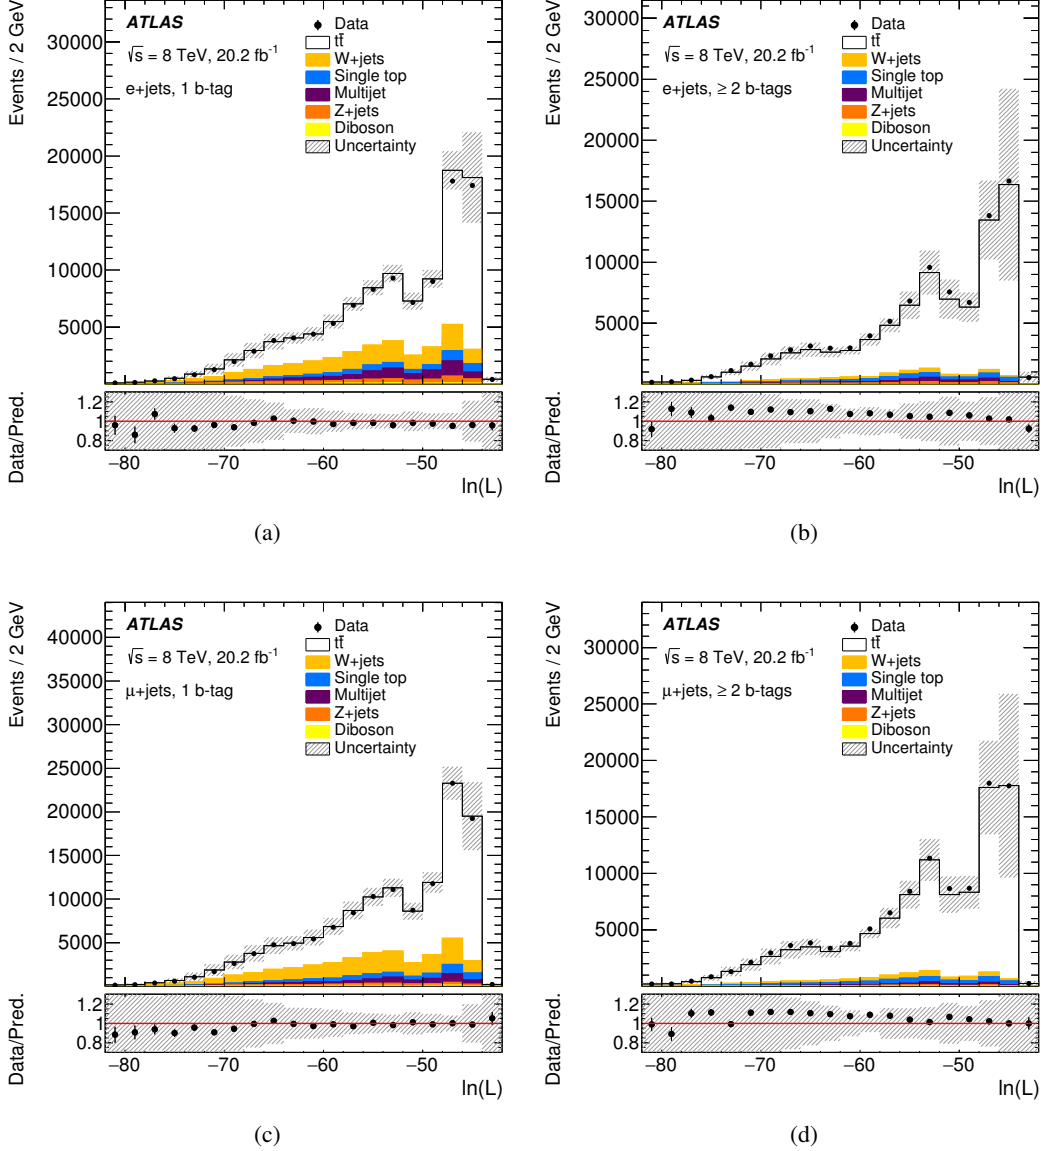 Events / 2 GeV
30000
25000
20000
15000
10000
5000
ATLAS
√s = 8 TeV, 20.2 fb⁻¹
e+jets, 1 b-tag
Data
tt̄
W+jets
Single top
Multijet
Z+jets
Diboson
Uncertainty
Data/Pred.
1.2
1
0.8
−80 −70 −60 −50
ln(L)
(a)
Events / 2 GeV
30000
25000
20000
15000
10000
5000
ATLAS
√s = 8 TeV, 20.2 fb⁻¹
e+jets, ≥ 2 b-tags
Data
tt̄
W+jets
Single top
Multijet
Z+jets
Diboson
Uncertainty
Data/Pred.
1.2
1
0.8
−80 −70 −60 −50
ln(L)
(b)
Events / 2 GeV
40000
35000
30000
25000
20000
15000
10000
5000
ATLAS
√s = 8 TeV, 20.2 fb⁻¹
μ+jets, 1 b-tag
Data
tt̄
W+jets
Single top
Multijet
Z+jets
Diboson
Uncertainty
Data/Pred.
1.2
1
0.8
−80 −70 −60 −50
ln(L)
(c)
Events / 2 GeV
30000
25000
20000
15000
10000
5000
ATLAS
√s = 8 TeV, 20.2 fb⁻¹
μ+jets, ≥ 2 b-tags
Data
tt̄
W+jets
Single top
Multijet
Z+jets
Diboson
Uncertainty
Data/Pred.
1.2
1
0.8
−80 −70 −60 −50
ln(L)
(d)